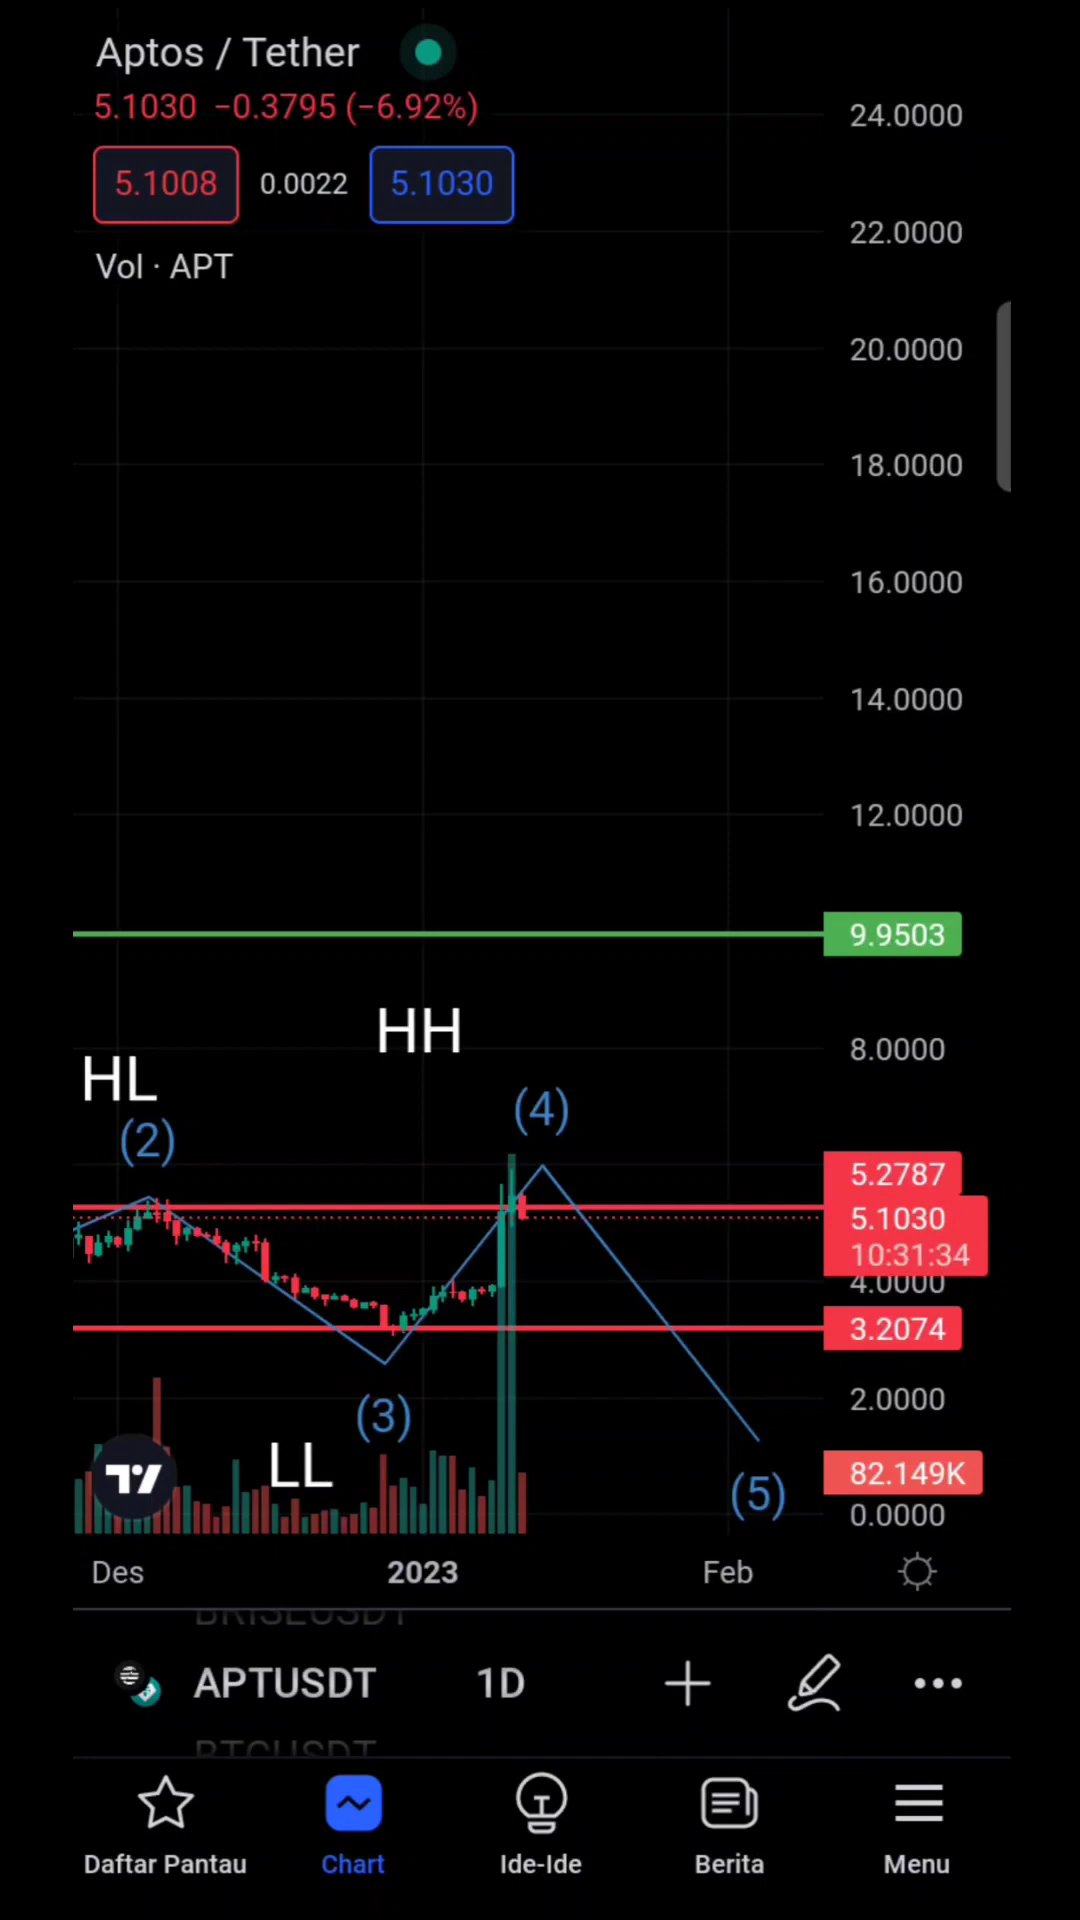 Aptos / Tether
5.1030 −0.3795 (−6.92%)
5.1008 0.0022 5.1030
Vol · APT
24.0000
22.0000
20.0000
18.0000
16.0000
14.0000
12.0000
9.9503
HH
8.0000
HL
(4)
(2)
5.2787
5.1030
10:31:34
4.0000
3.2074
2.0000
(3)
LL
82.149K
(5)
0.0000
Des 2023 Feb
BRISEUSDT
APTUSDT 1D
BTCUSDT
Daftar Pantau Chart Ide-Ide Berita Menu